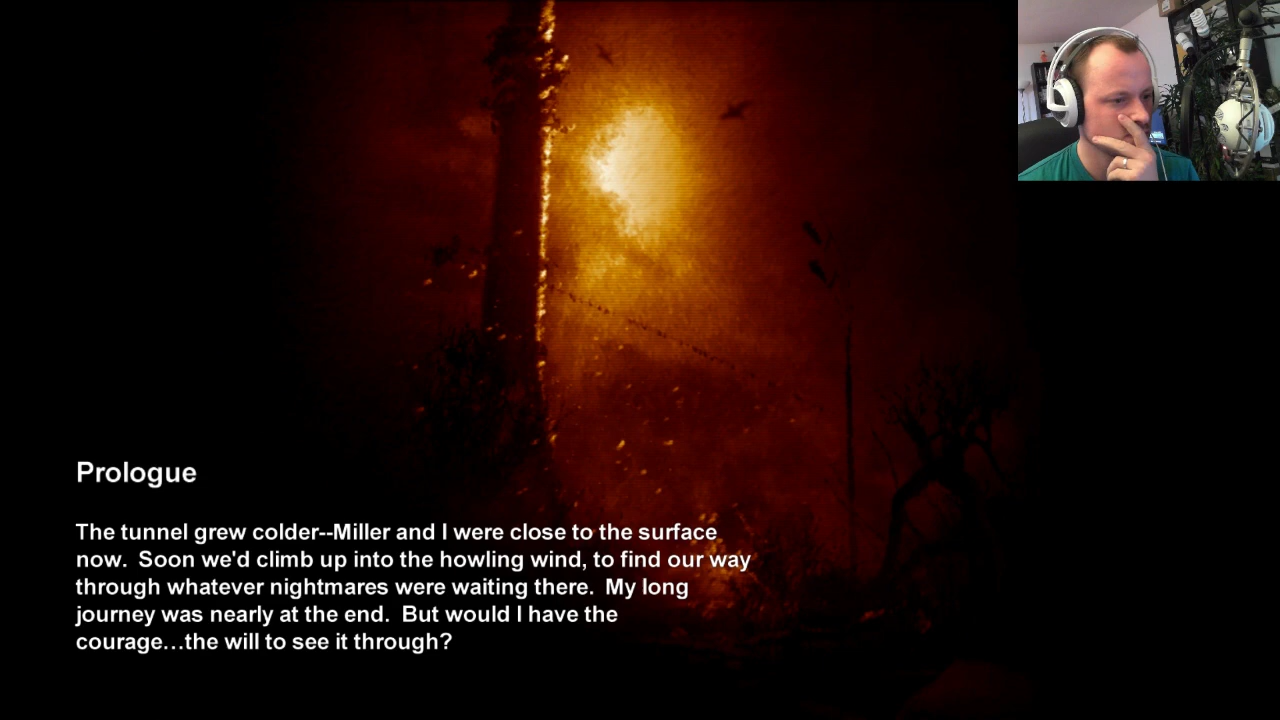 Prologue
The tunnel grew colder--Miller and I were close to the surface
now.  Soon we'd climb up into the howling wind, to find our way
through whatever nightmares were waiting there.  My long
journey was nearly at the end.  But would I have the
courage…the will to see it through?